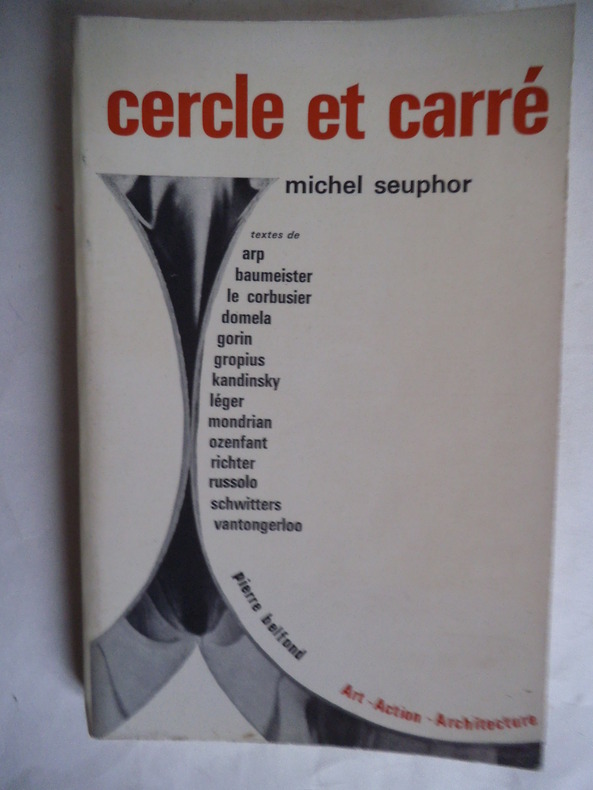 cercle et carré
michel seuphor
textes de
arp
baumeister
le corbusier
domela
gorin
gropius
kandinsky
léger
mondrian
ozenfant
richter
russolo
schwitters
vantongerloo
pierre belfond
Art-Action-Architecture